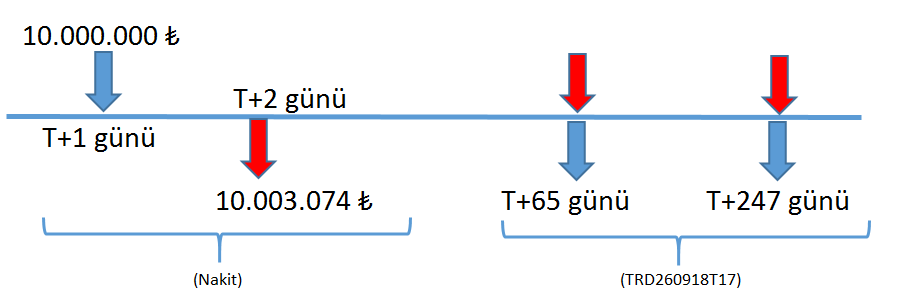 10.000.000 ₺
T+2 günü
T+1 günü
10.003.074 ₺
T+65 günü
T+247 günü
(Nakit)
(TRD260918T17)